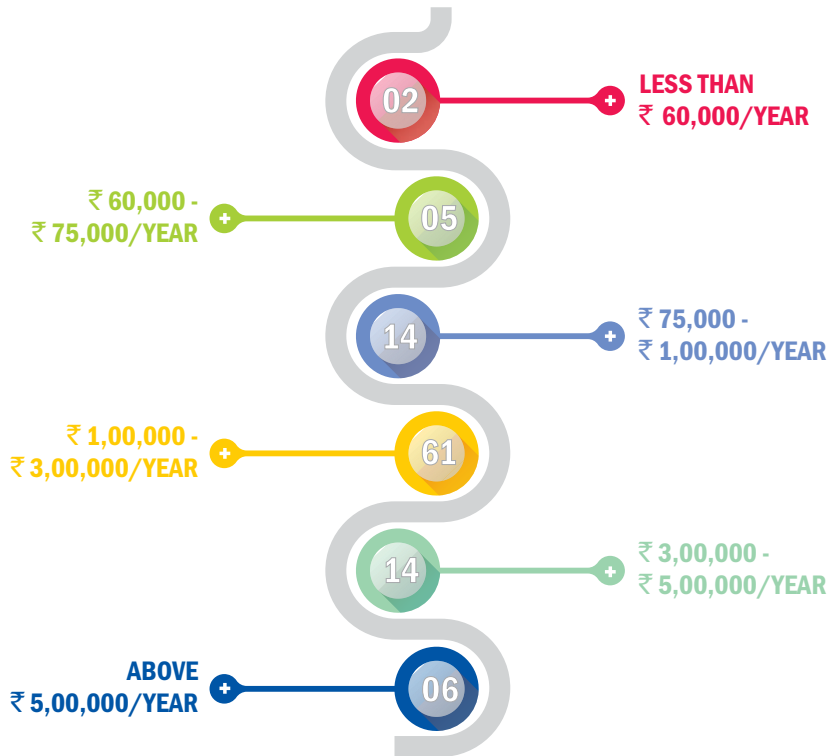 02
LESS THAN
₹ 60,000/YEAR
₹ 60,000 -
₹ 75,000/YEAR
05
14
₹ 75,000 -
₹ 1,00,000/YEAR
₹ 1,00,000 -
₹ 3,00,000/YEAR
61
14
₹ 3,00,000 -
₹ 5,00,000/YEAR
ABOVE
₹ 5,00,000/YEAR
06